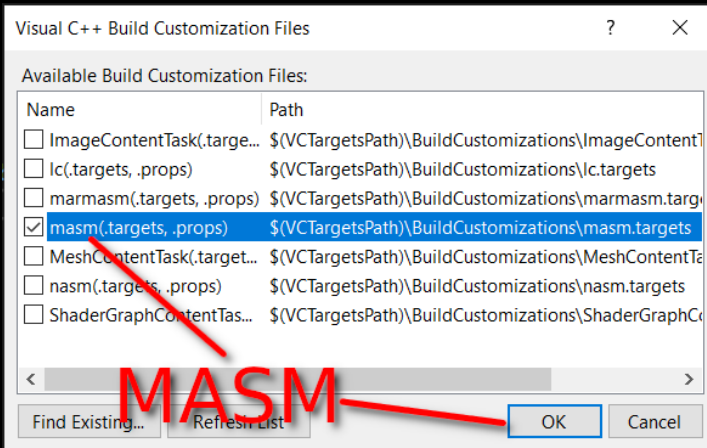 Visual C++ Build Customization Files ? ×
Available Build Customization Files:
Name Path
ImageContentTask(.targe... $(VCTargetsPath)\BuildCustomizations\ImageContentT
lc(.targets, .props) $(VCTargetsPath)\BuildCustomizations\lc.targets
marmasm(.targets, .props) $(VCTargetsPath)\BuildCustomizations\marmasm.targe
masm(.targets, .props) $(VCTargetsPath)\BuildCustomizations\masm.targets
MeshContentTask(.target... $(VCTargetsPath)\BuildCustomizations\MeshContentTa
nasm(.targets, .props) $(VCTargetsPath)\BuildCustomizations\nasm.targets
ShaderGraphContentTas... $(VCTargetsPath)\BuildCustomizations\ShaderGraphCo
MASM
Find Existing... Refresh List OK Cancel